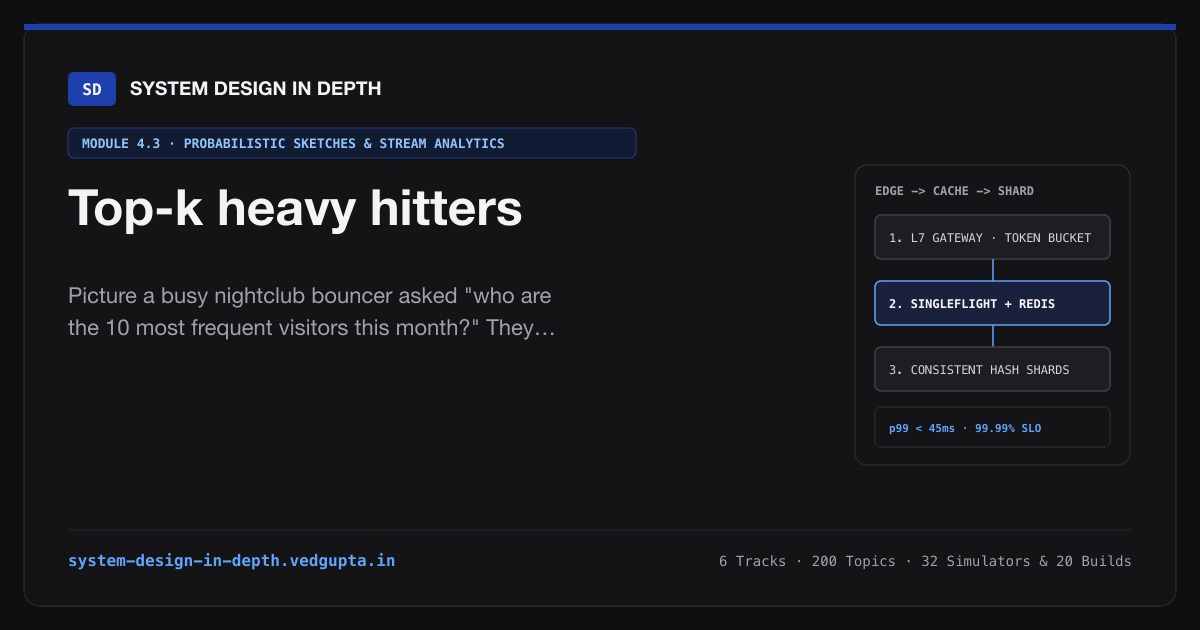 SD
SYSTEM DESIGN IN DEPTH
MODULE 4.3 · PROBABILISTIC SKETCHES & STREAM ANALYTICS
Top-k heavy hitters
Picture a busy nightclub bouncer asked "who are
the 10 most frequent visitors this month?" They…
EDGE —> CACHE —> SHARD
1. L7 GATEWAY · TOKEN BUCKET
2. SINGLEFLIGHT + REDIS
3. CONSISTENT HASH SHARDS
p99 < 45ms · 99.99% SLO
system-design-in-depth.vedgupta.in
6 Tracks · 200 Topics · 32 Simulators & 20 Builds